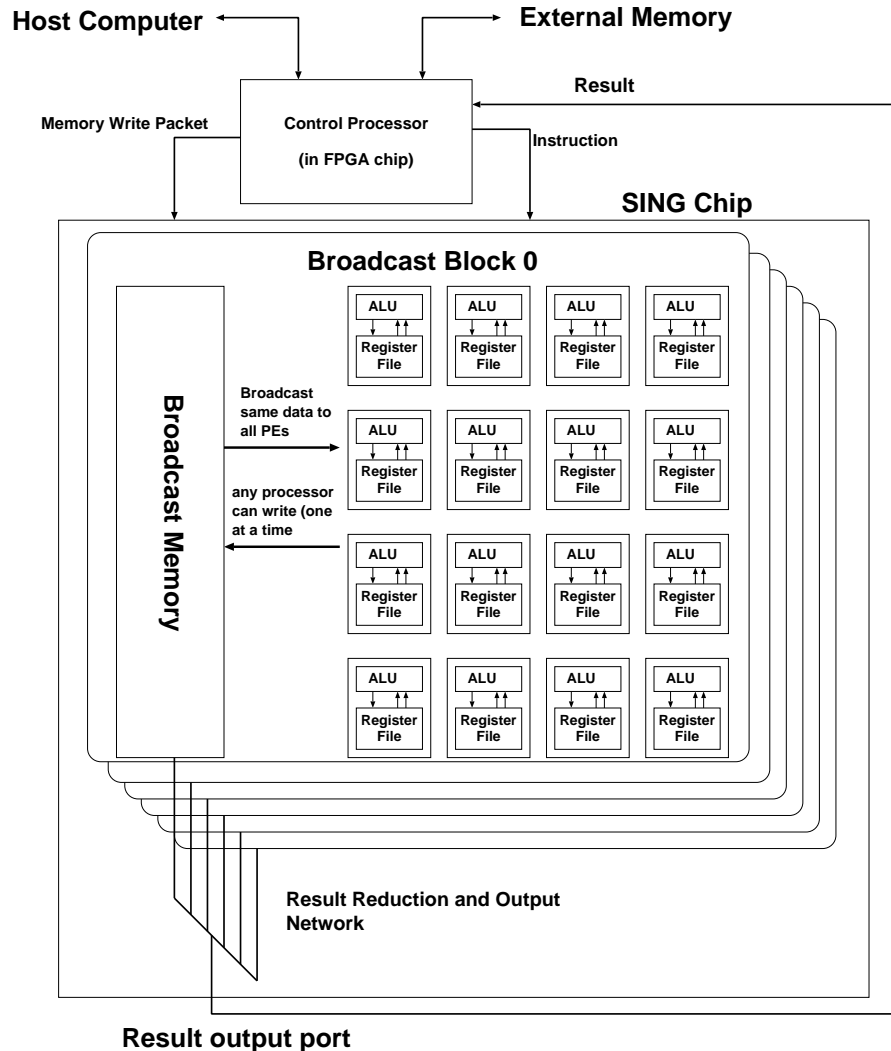 Host Computer
External Memory
Result
Memory Write Packet
Control Processor
(in FPGA chip)
Instruction
SING Chip
Broadcast Block 0
Broadcast Memory
ALU
Register
File
ALU
Register
File
ALU
Register
File
ALU
Register
File
Broadcast
same data to
all PEs
ALU
Register
File
ALU
Register
File
ALU
Register
File
ALU
Register
File
any processor
can write (one
at a time
ALU
Register
File
ALU
Register
File
ALU
Register
File
ALU
Register
File
ALU
Register
File
ALU
Register
File
ALU
Register
File
ALU
Register
File
Result Reduction and Output
Network
Result output port